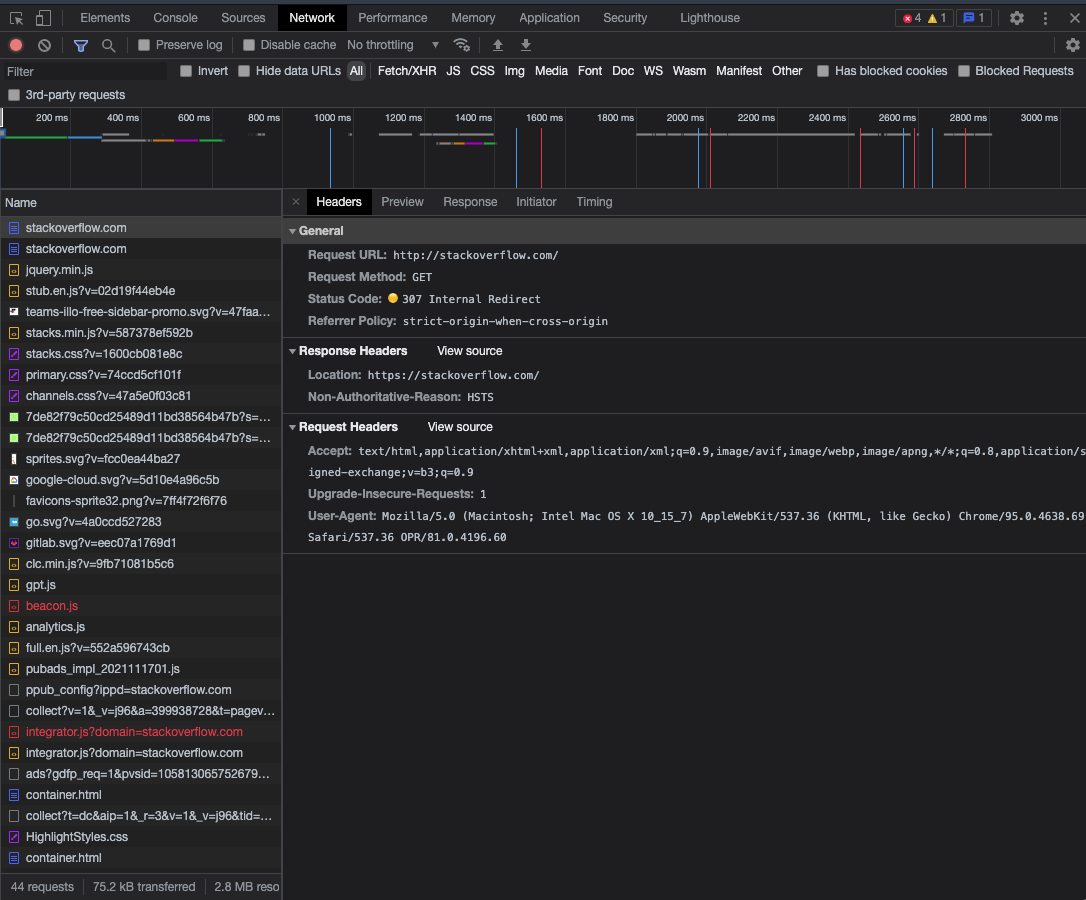 Elements Console Sources Network Performance Memory Application Security Lighthouse 4 1 1
Preserve log Disable cache No throttling
Filter Invert Hide data URLs All Fetch/XHR JS CSS Img Media Font Doc WS Wasm Manifest Other Has blocked cookies Blocked Requests
3rd-party requests
200 ms 400 ms 600 ms 800 ms 1000 ms 1200 ms 1400 ms 1600 ms 1800 ms 2000 ms 2200 ms 2400 ms 2600 ms 2800 ms 3000 ms
Name
stackoverflow.com
stackoverflow.com
jquery.min.js
stub.en.js?v=02d19f44eb4e
teams-illo-free-sidebar-promo.svg?v=47faa…
stacks.min.js?v=587378ef592b
stacks.css?v=1600cb081e8c
primary.css?v=74ccd5cf101f
channels.css?v=47a5e0f03c81
7de82f79c50cd25489d11bd38564b47b?s=…
7de82f79c50cd25489d11bd38564b47b?s=…
sprites.svg?v=fcc0ea44ba27
google-cloud.svg?v=5d10e4a96c5b
favicons-sprite32.png?v=7ff4f72f6f76
go.svg?v=4a0ccd527283
gitlab.svg?v=eec07a1769d1
clc.min.js?v=9fb71081b5c6
gpt.js
beacon.js
analytics.js
full.en.js?v=552a596743cb
pubads_impl_2021111701.js
ppub_config?ippd=stackoverflow.com
collect?v=1&_v=j96&a=399938728&t=pagev…
integrator.js?domain=stackoverflow.com
integrator.js?domain=stackoverflow.com
ads?gdfp_req=1&pvsid=105813065752679…
container.html
collect?t=dc&aip=1&_r=3&v=1&_v=j96&tid=…
HighlightStyles.css
container.html
44 requests 75.2 kB transferred 2.8 MB reso
Headers Preview Response Initiator Timing
General
Request URL: http://stackoverflow.com/
Request Method: GET
Status Code: 307 Internal Redirect
Referrer Policy: strict-origin-when-cross-origin
Response Headers View source
Location: https://stackoverflow.com/
Non-Authoritative-Reason: HSTS
Request Headers View source
Accept: text/html,application/xhtml+xml,application/xml;q=0.9,image/avif,image/webp,image/apng,*/*;q=0.8,application/s
igned-exchange;v=b3;q=0.9
Upgrade-Insecure-Requests: 1
User-Agent: Mozilla/5.0 (Macintosh; Intel Mac OS X 10_15_7) AppleWebKit/537.36 (KHTML, like Gecko) Chrome/95.0.4638.69
Safari/537.36 OPR/81.0.4196.60